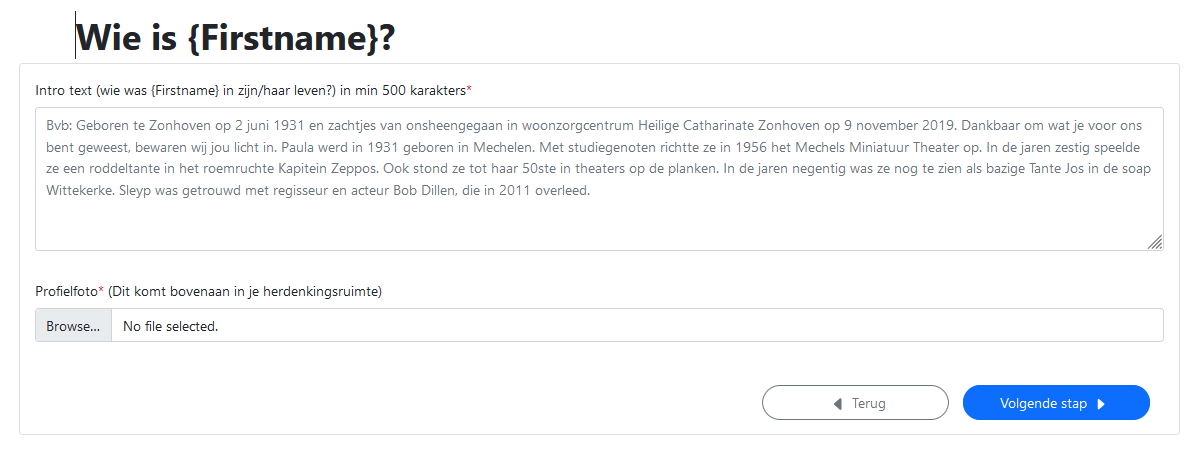 Wie is {Firstname}?
Intro text (wie was {Firstname} in zijn/haar leven?) in min 500 karakters*
Bvb: Geboren te Zonhoven op 2 juni 1931 en zachtjes van onsheengegaan in woonzorgcentrum Heilige Catharinate Zonhoven op 9 november 2019. Dankbaar om wat je voor ons
bent geweest, bewaren wij jou licht in. Paula werd in 1931 geboren in Mechelen. Met studiegenoten richtte ze in 1956 het Mechels Miniatuur Theater op. In de jaren zestig speelde
ze een roddeltante in het roemruchte Kapitein Zeppos. Ook stond ze tot haar 50ste in theaters op de planken. In de jaren negentig was ze nog te zien als bazige Tante Jos in de soap
Wittekerke. Sleyp was getrouwd met regisseur en acteur Bob Dillen, die in 2011 overleed.
Profielfoto* (Dit komt bovenaan in je herdenkingsruimte)
Browse... No file selected.
Terug Volgende stap